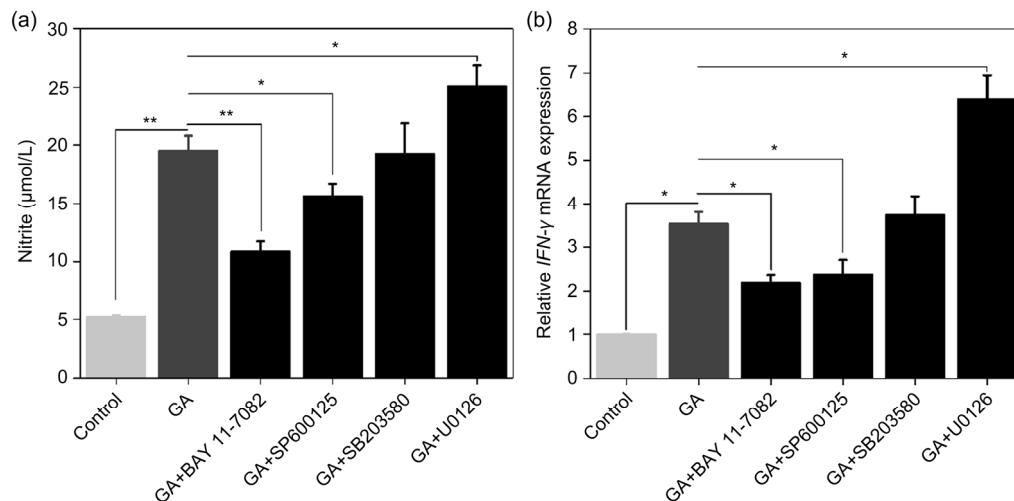 (a)
Nitrite (μmol/L)
30
25
20
15
10
5
0
**
**
*
*
Control
GA
GA+BAY 11-7082
GA+SP600125
GA+SB203580
GA+U0126
(b)
Relative IFN-γ mRNA expression
8
7
6
5
4
3
2
1
0
*
*
*
*
Control
GA
GA+BAY 11-7082
GA+SP600125
GA+SB203580
GA+U0126